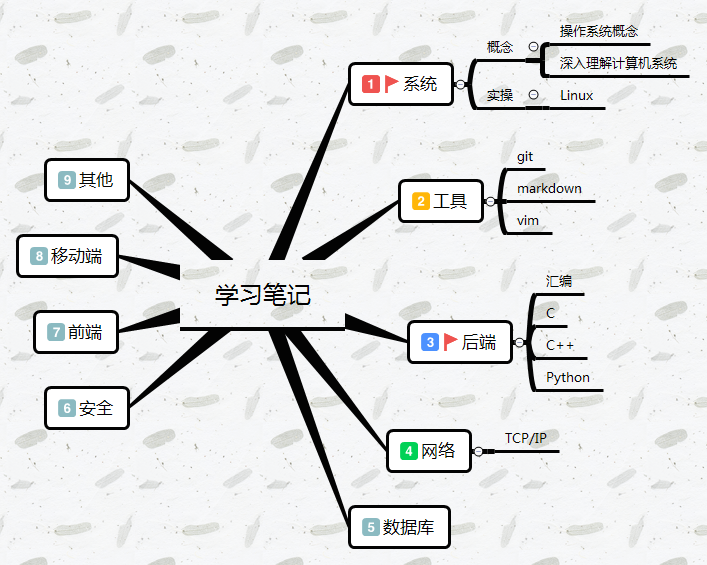 学习笔记
1 系统
概念
操作系统概念
深入理解计算机系统
实操
Linux
2 工具
git
markdown
vim
3 后端
汇编
C
C++
Python
4 网络
TCP/IP
5 数据库
6 安全
7 前端
8 移动端
9 其他